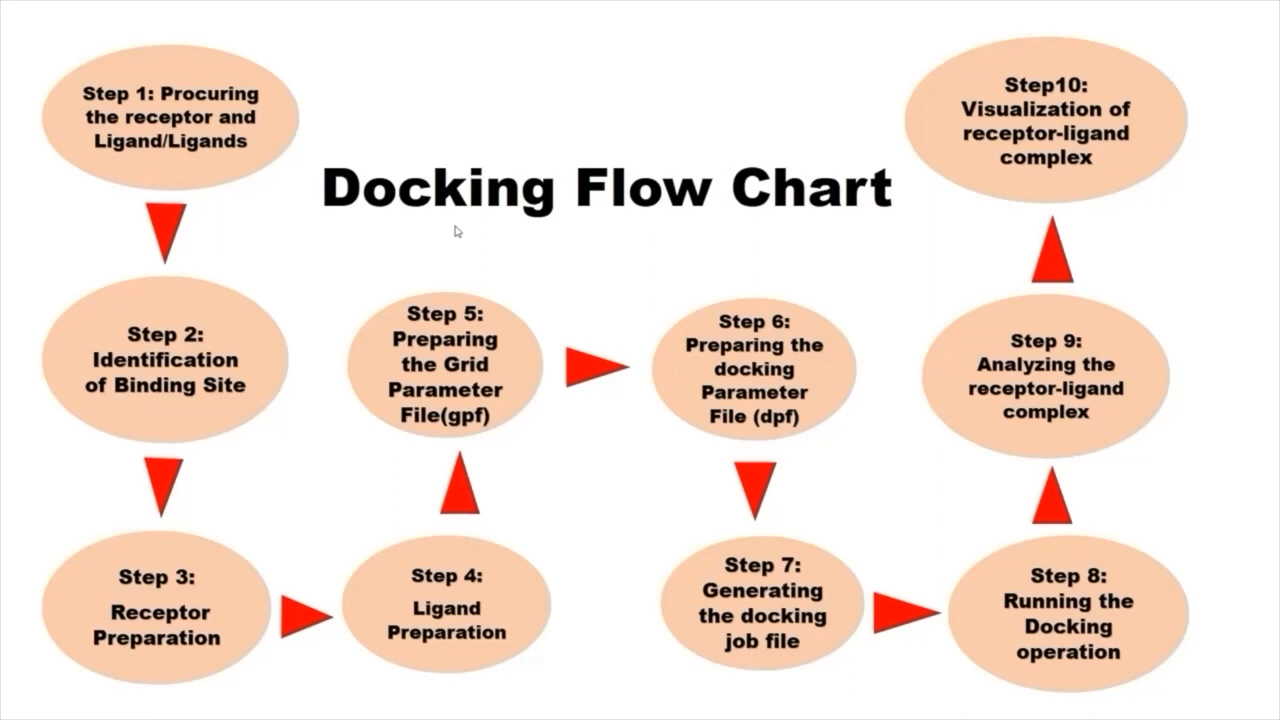 Docking Flow Chart
Step 1: Procuring
the receptor and
Ligand/Ligands
Step 2:
Identification
of Binding Site
Step 3:
Receptor
Preparation
Step 4:
Ligand
Preparation
Step 5:
Preparing
the Grid
Parameter
File(gpf)
Step 6:
Preparing the
docking
Parameter
File (dpf)
Step 7:
Generating
the docking
job file
Step 8:
Running the
Docking
operation
Step 9:
Analyzing the
receptor-ligand
complex
Step10:
Visualization of
receptor-ligand
complex